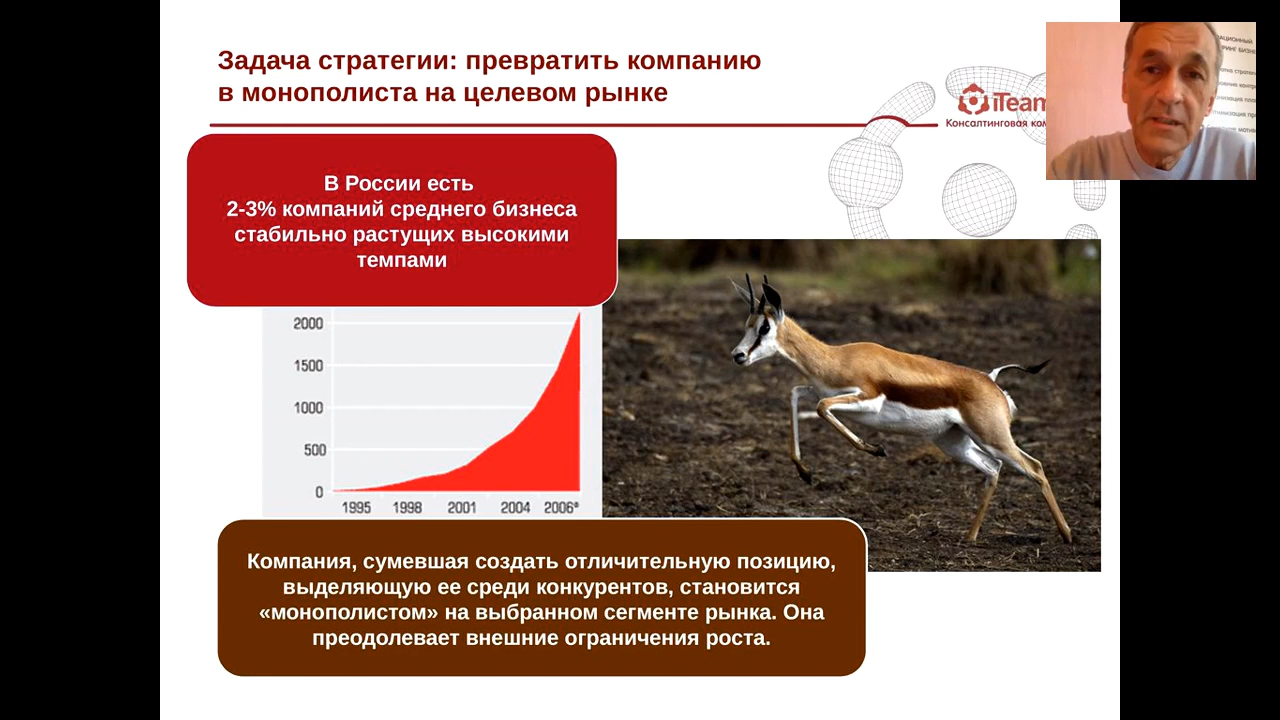 Задача стратегии: превратить компанию
в монополиста на целевом рынке
iTeam
Консалтинговая
В России есть
2-3% компаний среднего бизнеса
стабильно растущих высокими
темпами
2000
1500
1000
500
0
1995 1998 2001 2004 2006*
Компания, сумевшая создать отличительную позицию,
выделяющую ее среди конкурентов, становится
«монополистом» на выбранном сегменте рынка. Она
преодолевает внешние ограничения роста.